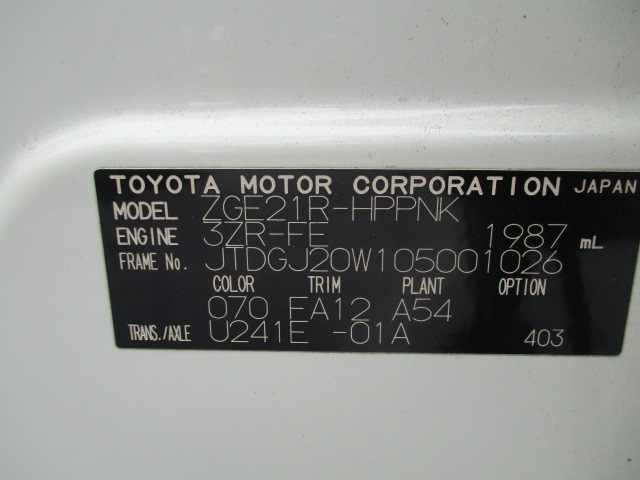 TOYOTA MOTOR CORPORATION JAPAN
MODEL ZGE21R-HPPNK
ENGINE 3ZR-FE 1987 mL
FRAME No. JTDGJ20W105001026
COLOR TRIM PLANT OPTION
070 EA12 A54
TRANS./AXLE U241E -01A 403